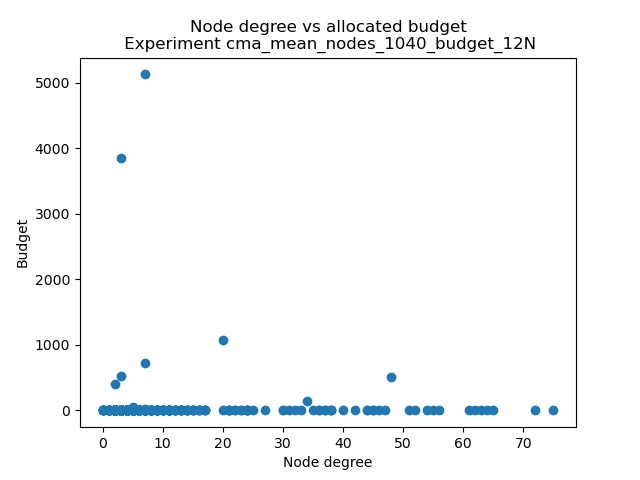 Node degree vs allocated budget
Experiment cma_mean_nodes_1040_budget_12N
5000
4000
3000
2000
1000
0
Budget
0 10 20 30 40 50 60 70
Node degree